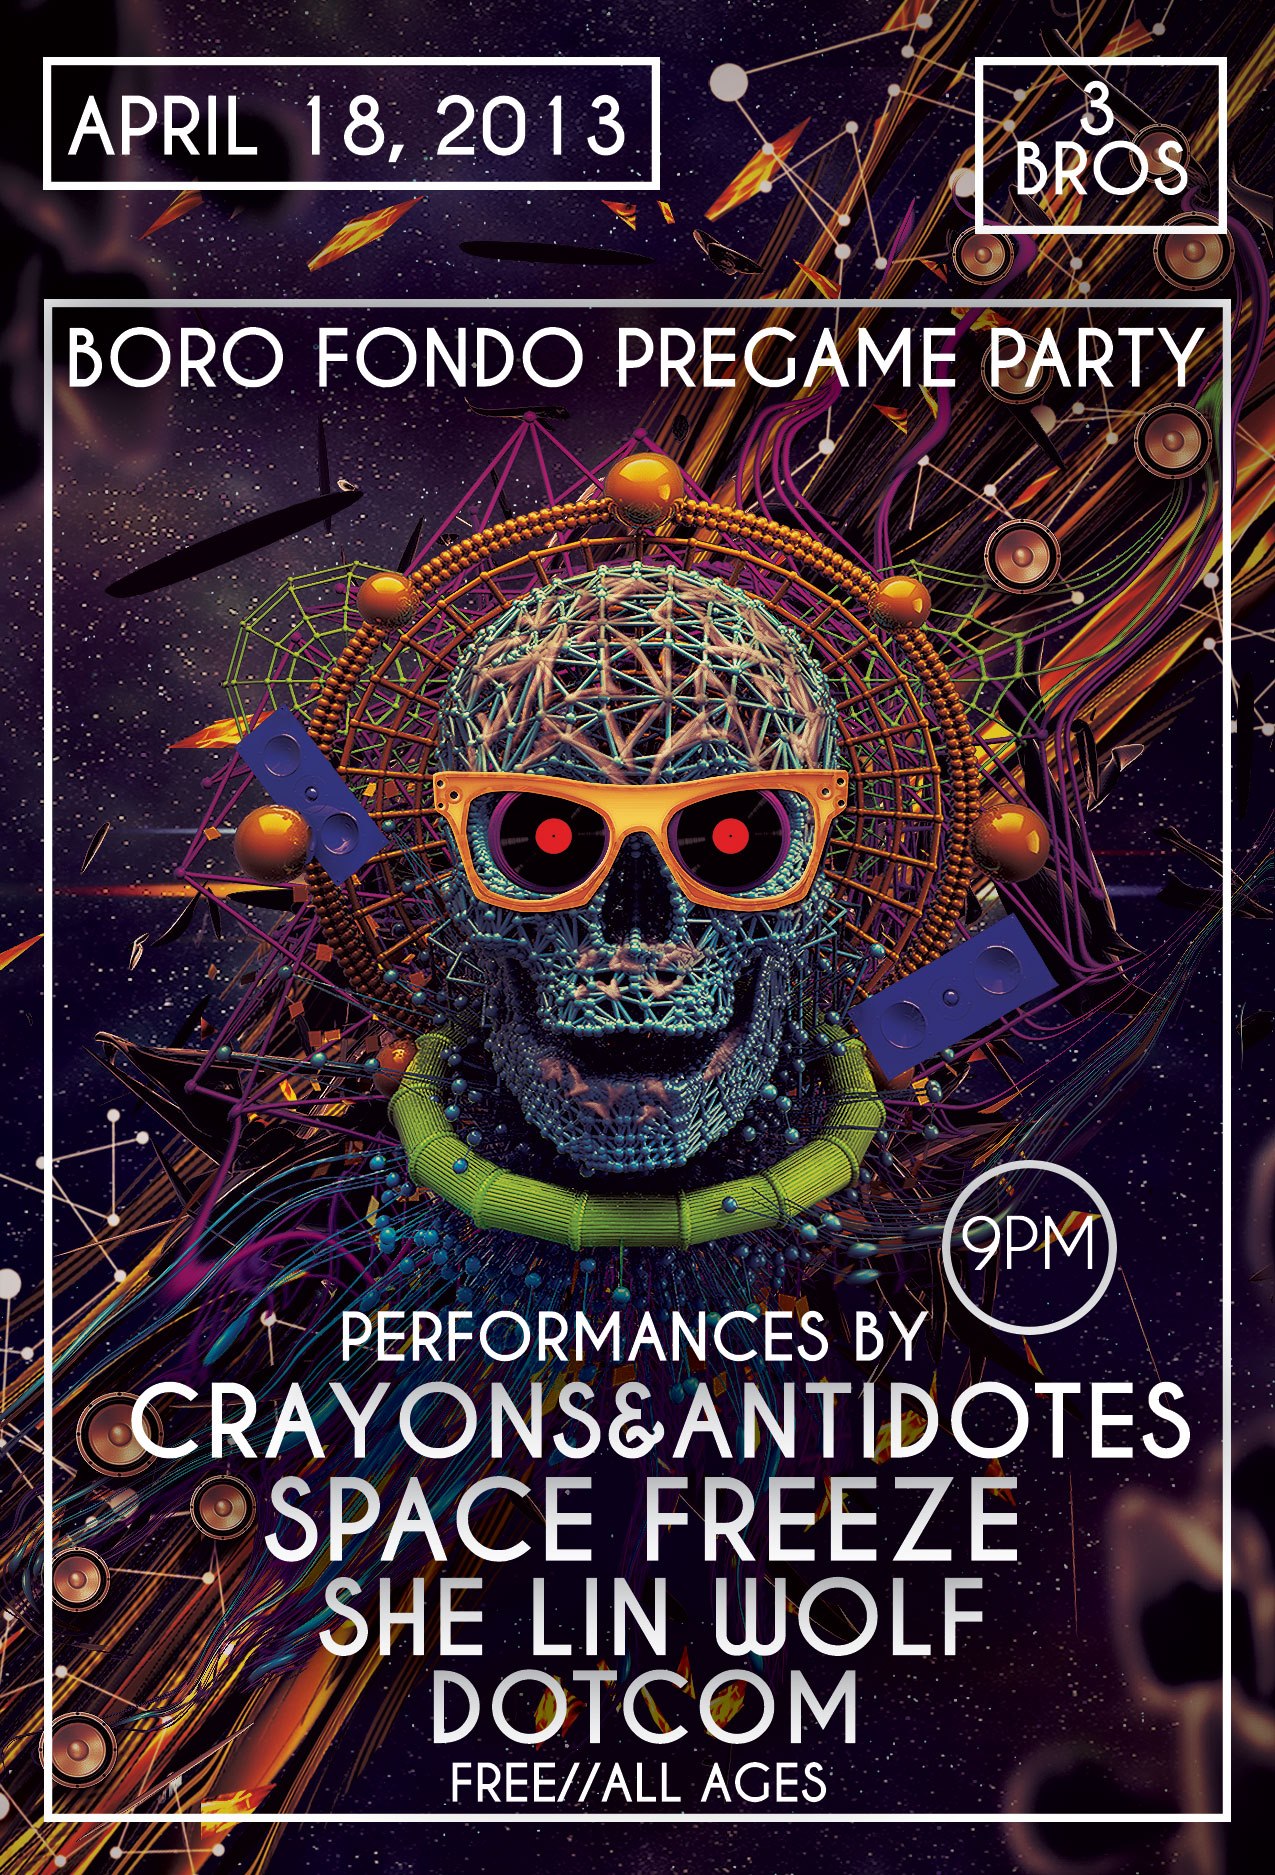 APRIL 18, 2013
3
BROS
BORO FONDO PREGAME PARTY
9PM
PERFORMANCES BY
CRAYONS&ANTIDOTES
SPACE FREEZE
SHE LIN WOLF
DOTCOM
FREE//ALL AGES